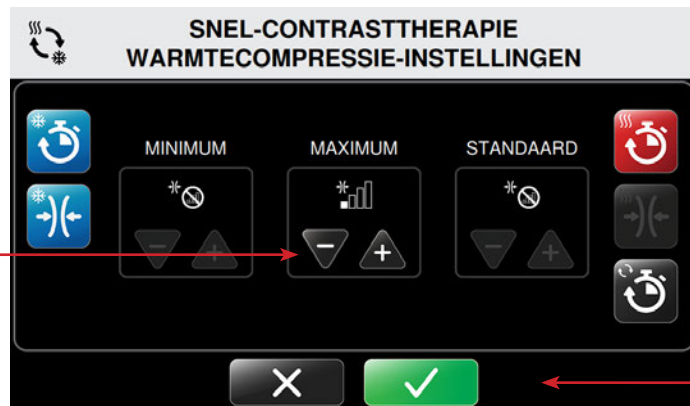 SNEL-CONTRASTTHERAPIE
WARMTECOMPRESSIE-INSTELLINGEN
MINIMUM MAXIMUM STANDAARD